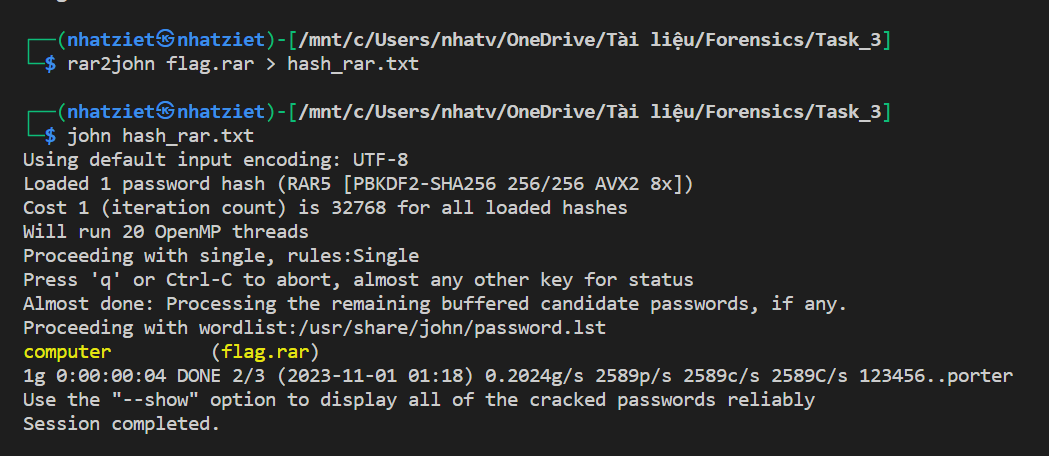 ┌──(nhatziet㉿nhatziet)-[/mnt/c/Users/nhatv/OneDrive/Tài liệu/Forensics/Task_3]
└─$ rar2john flag.rar > hash_rar.txt
┌──(nhatziet㉿nhatziet)-[/mnt/c/Users/nhatv/OneDrive/Tài liệu/Forensics/Task_3]
└─$ john hash_rar.txt
Using default input encoding: UTF-8
Loaded 1 password hash (RAR5 [PBKDF2-SHA256 256/256 AVX2 8x])
Cost 1 (iteration count) is 32768 for all loaded hashes
Will run 20 OpenMP threads
Proceeding with single, rules:Single
Press 'q' or Ctrl-C to abort, almost any other key for status
Almost done: Processing the remaining buffered candidate passwords, if any.
Proceeding with wordlist:/usr/share/john/password.lst
computer         (flag.rar)
1g 0:00:00:04 DONE 2/3 (2023-11-01 01:18) 0.2024g/s 2589p/s 2589c/s 2589C/s 123456..porter
Use the "--show" option to display all of the cracked passwords reliably
Session completed.